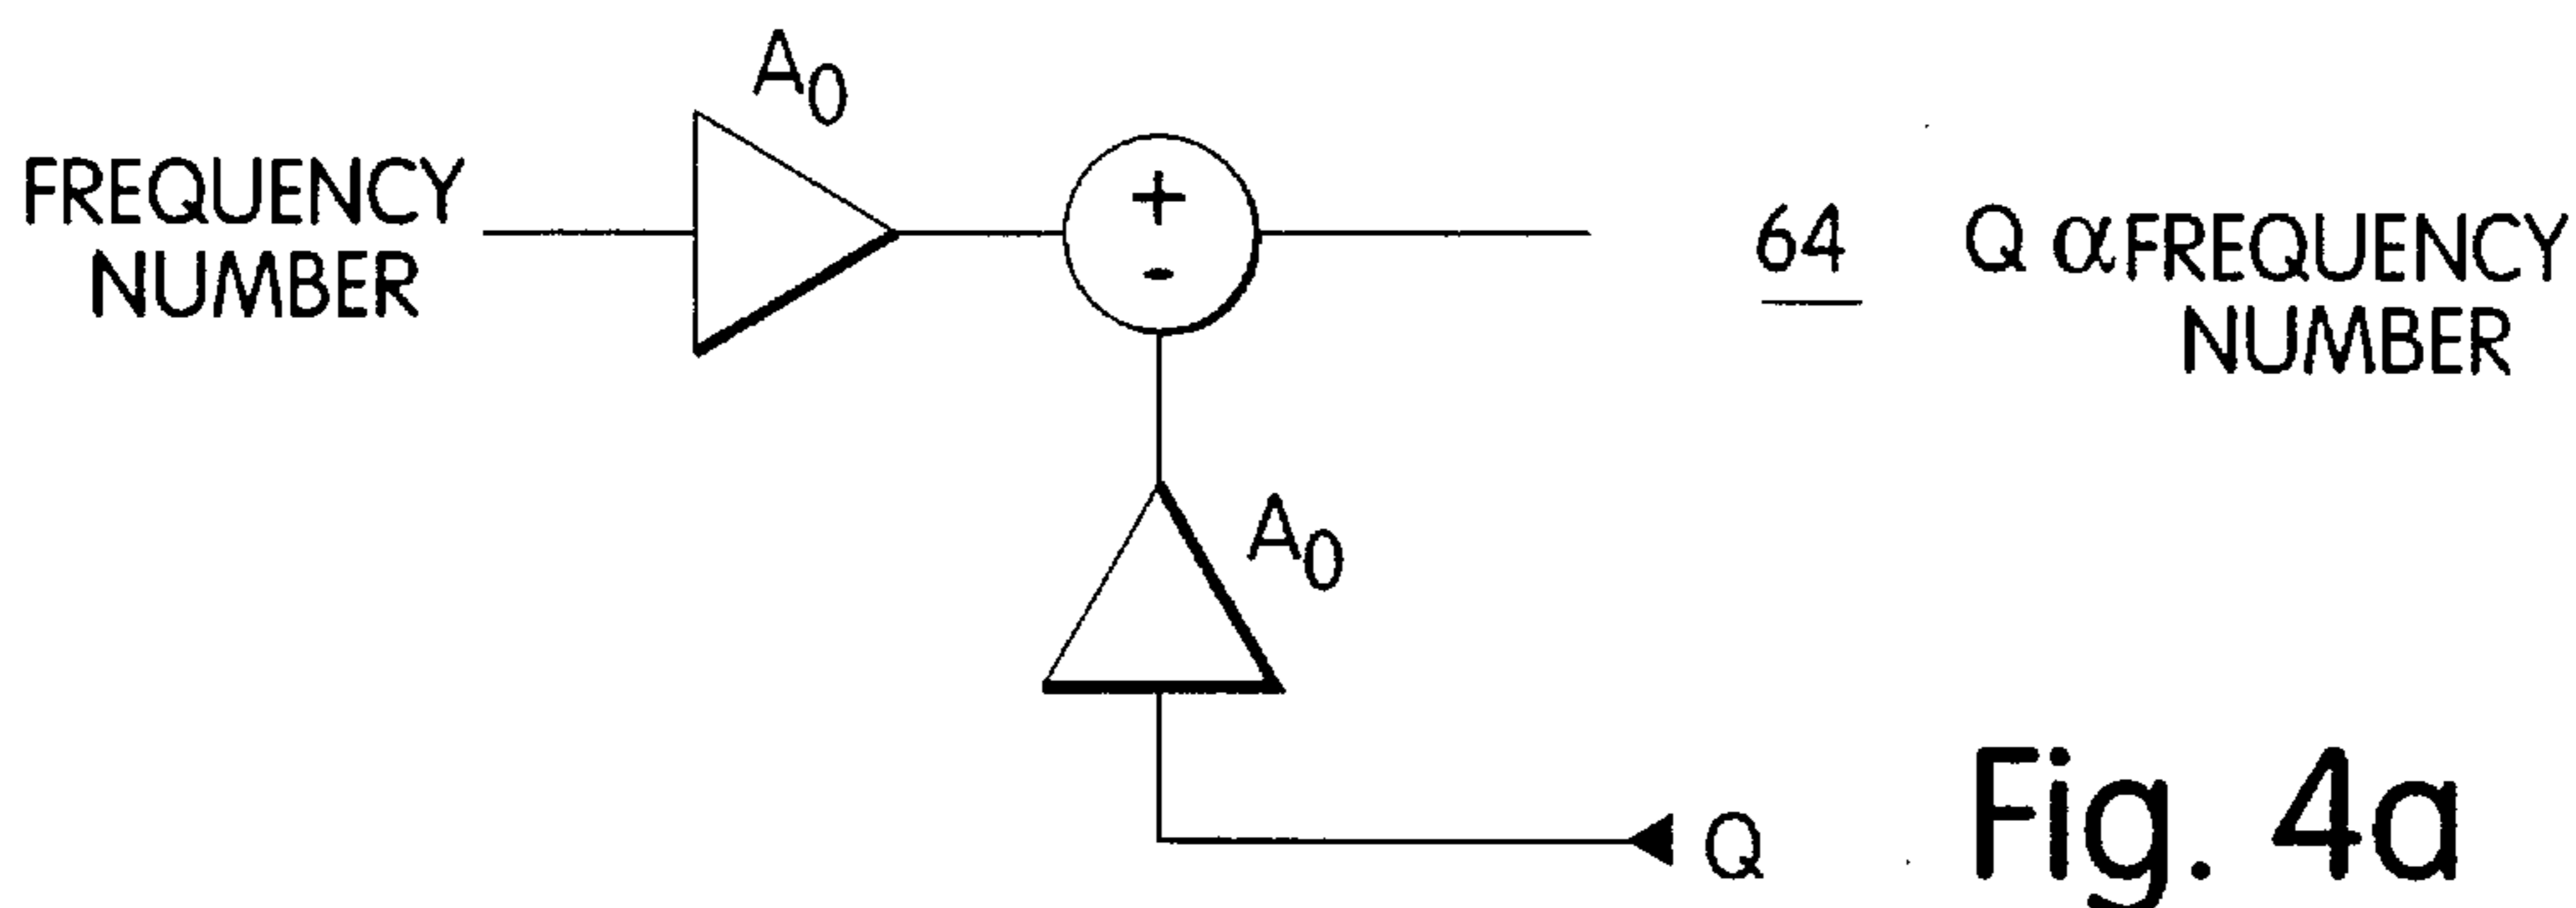 A0
FREQUENCY
NUMBER
+
-
64 Q αFREQUENCY
NUMBER
A0
Q
Fig. 4a